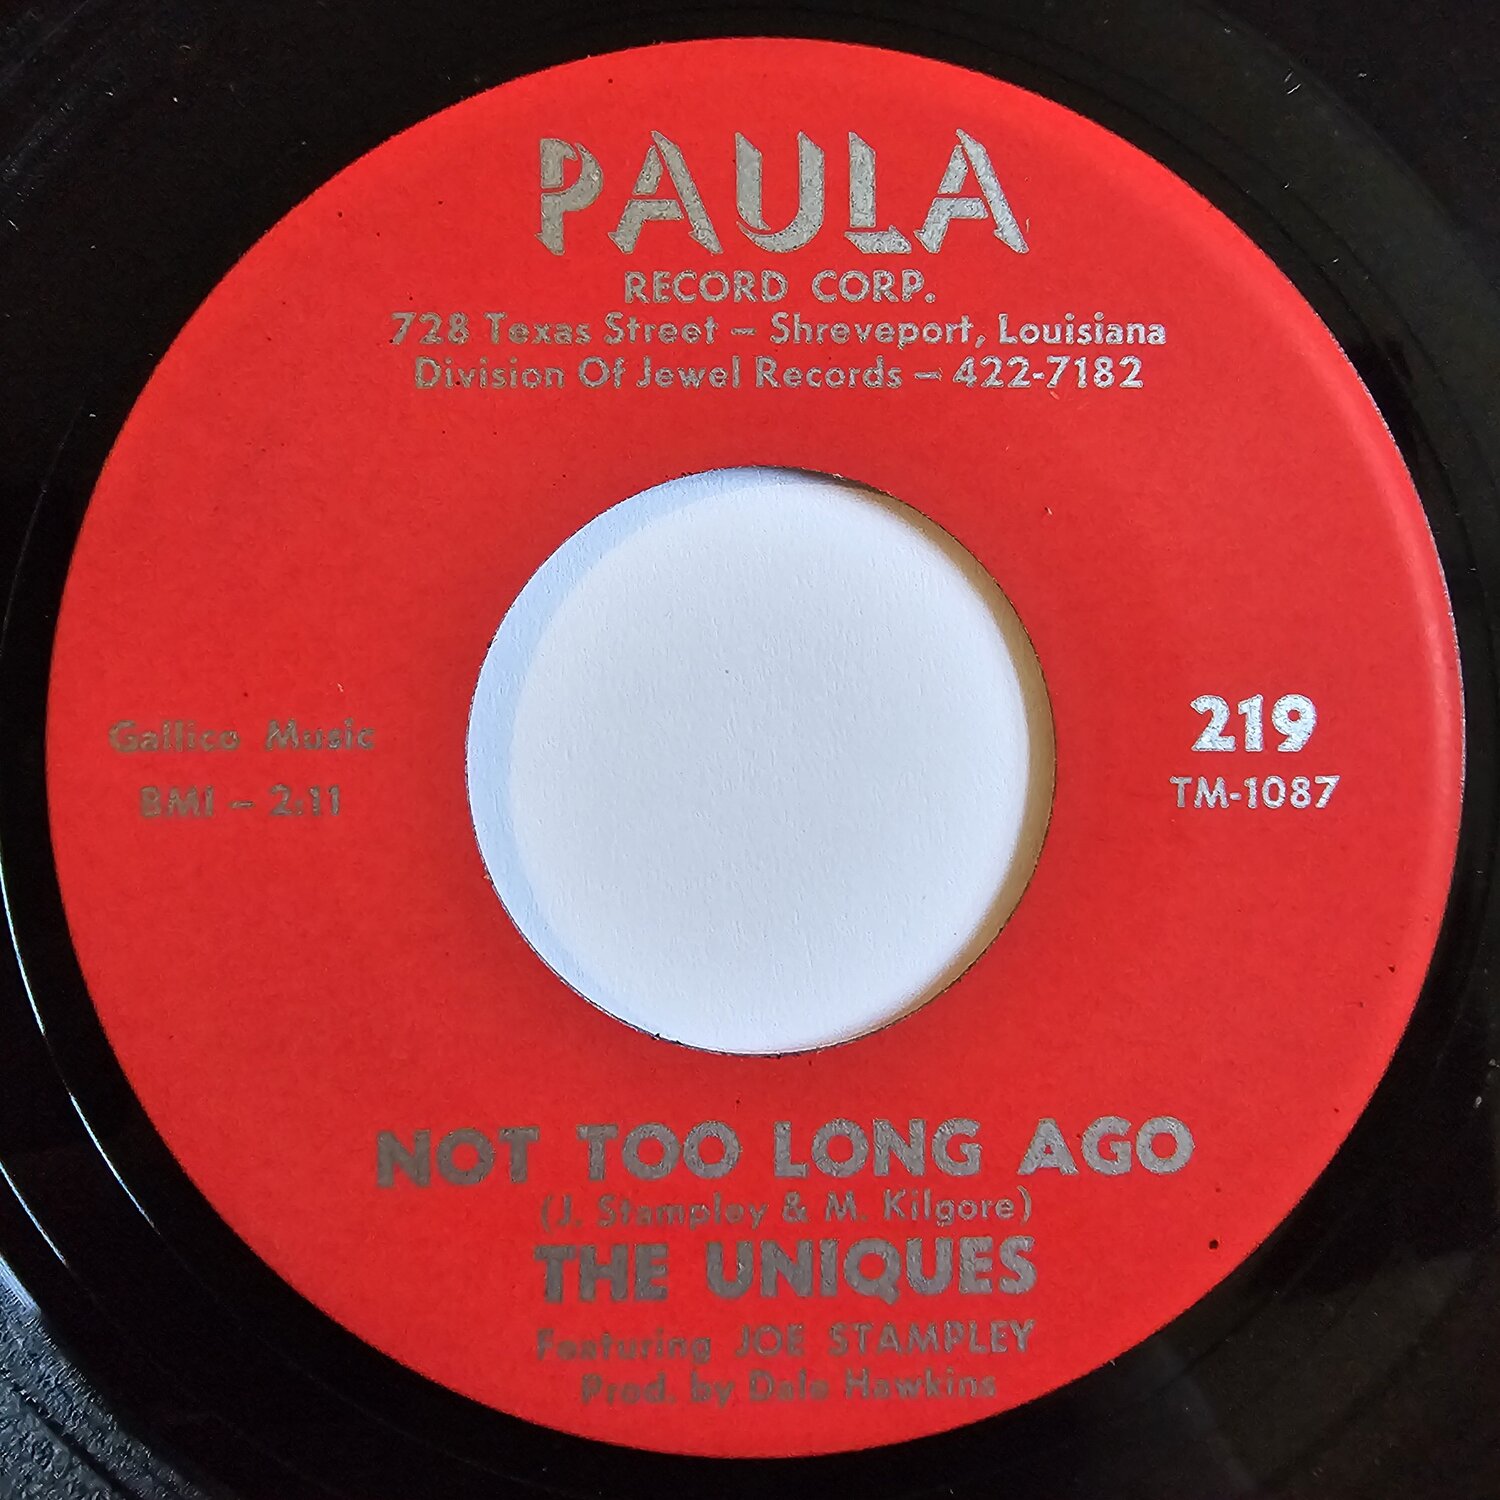 PAULA
RECORD CORP.
728 Texas Street – Shreveport, Louisiana
Division Of Jewel Records – 422-7182
Gallico Music
BMI – 2:11
219
TM-1087
NOT TOO LONG AGO
(J. Stampley & M. Kilgore)
THE UNIQUES
Featuring JOE STAMPLEY
Prod. by Dale Hawkins